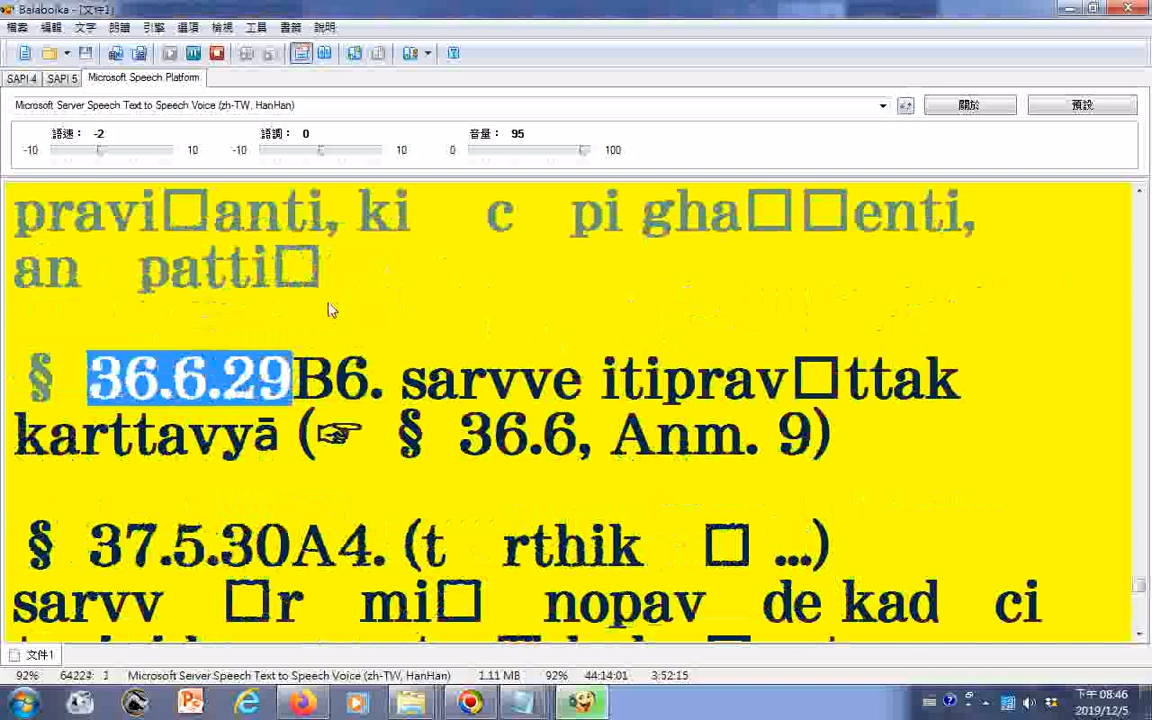 Balabolka - [文件1]
檔案 編輯 文字 朗讀 引擎 選項 檢視 工具 書籤 說明
SAPI 4 SAPI 5 Microsoft Speech Platform
Microsoft Server Speech Text to Speech Voice (zh-TW, HanHan) 關於 預設
語速： -2 語調： 0 音量： 95
-10 10 -10 10 0 100
pravi□anti, ki c pi gha□□enti,
an patti□
§ 36.6.29B6. sarvve itiprav□ttak
karttavyā (☞ § 36.6, Anm. 9)
§ 37.5.30A4. (t rthik □ ...)
sarvv □r mi□ nopav de kad ci
文件1
92% Microsoft Server Speech Text to Speech Voice (zh-TW, HanHan) 1.11 MB 92% 44:14:01 3:52:15
下午 08:46
2019/12/5